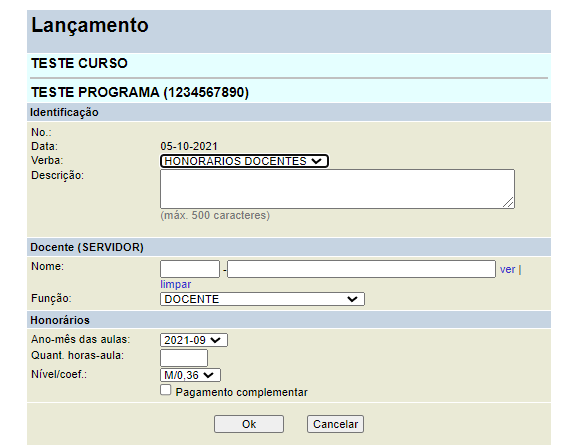 Lançamento
TESTE CURSO
TESTE PROGRAMA (1234567890)
Identificação
No.:
Data: 05-10-2021
Verba: HONORARIOS DOCENTES
Descrição:
(máx. 500 caracteres)
Docente (SERVIDOR)
Nome: - ver |
limpar
Função: DOCENTE
Honorários
Ano-mês das aulas: 2021-09
Quant. horas-aula:
Nível/coef.: M/0,36
Pagamento complementar
Ok Cancelar